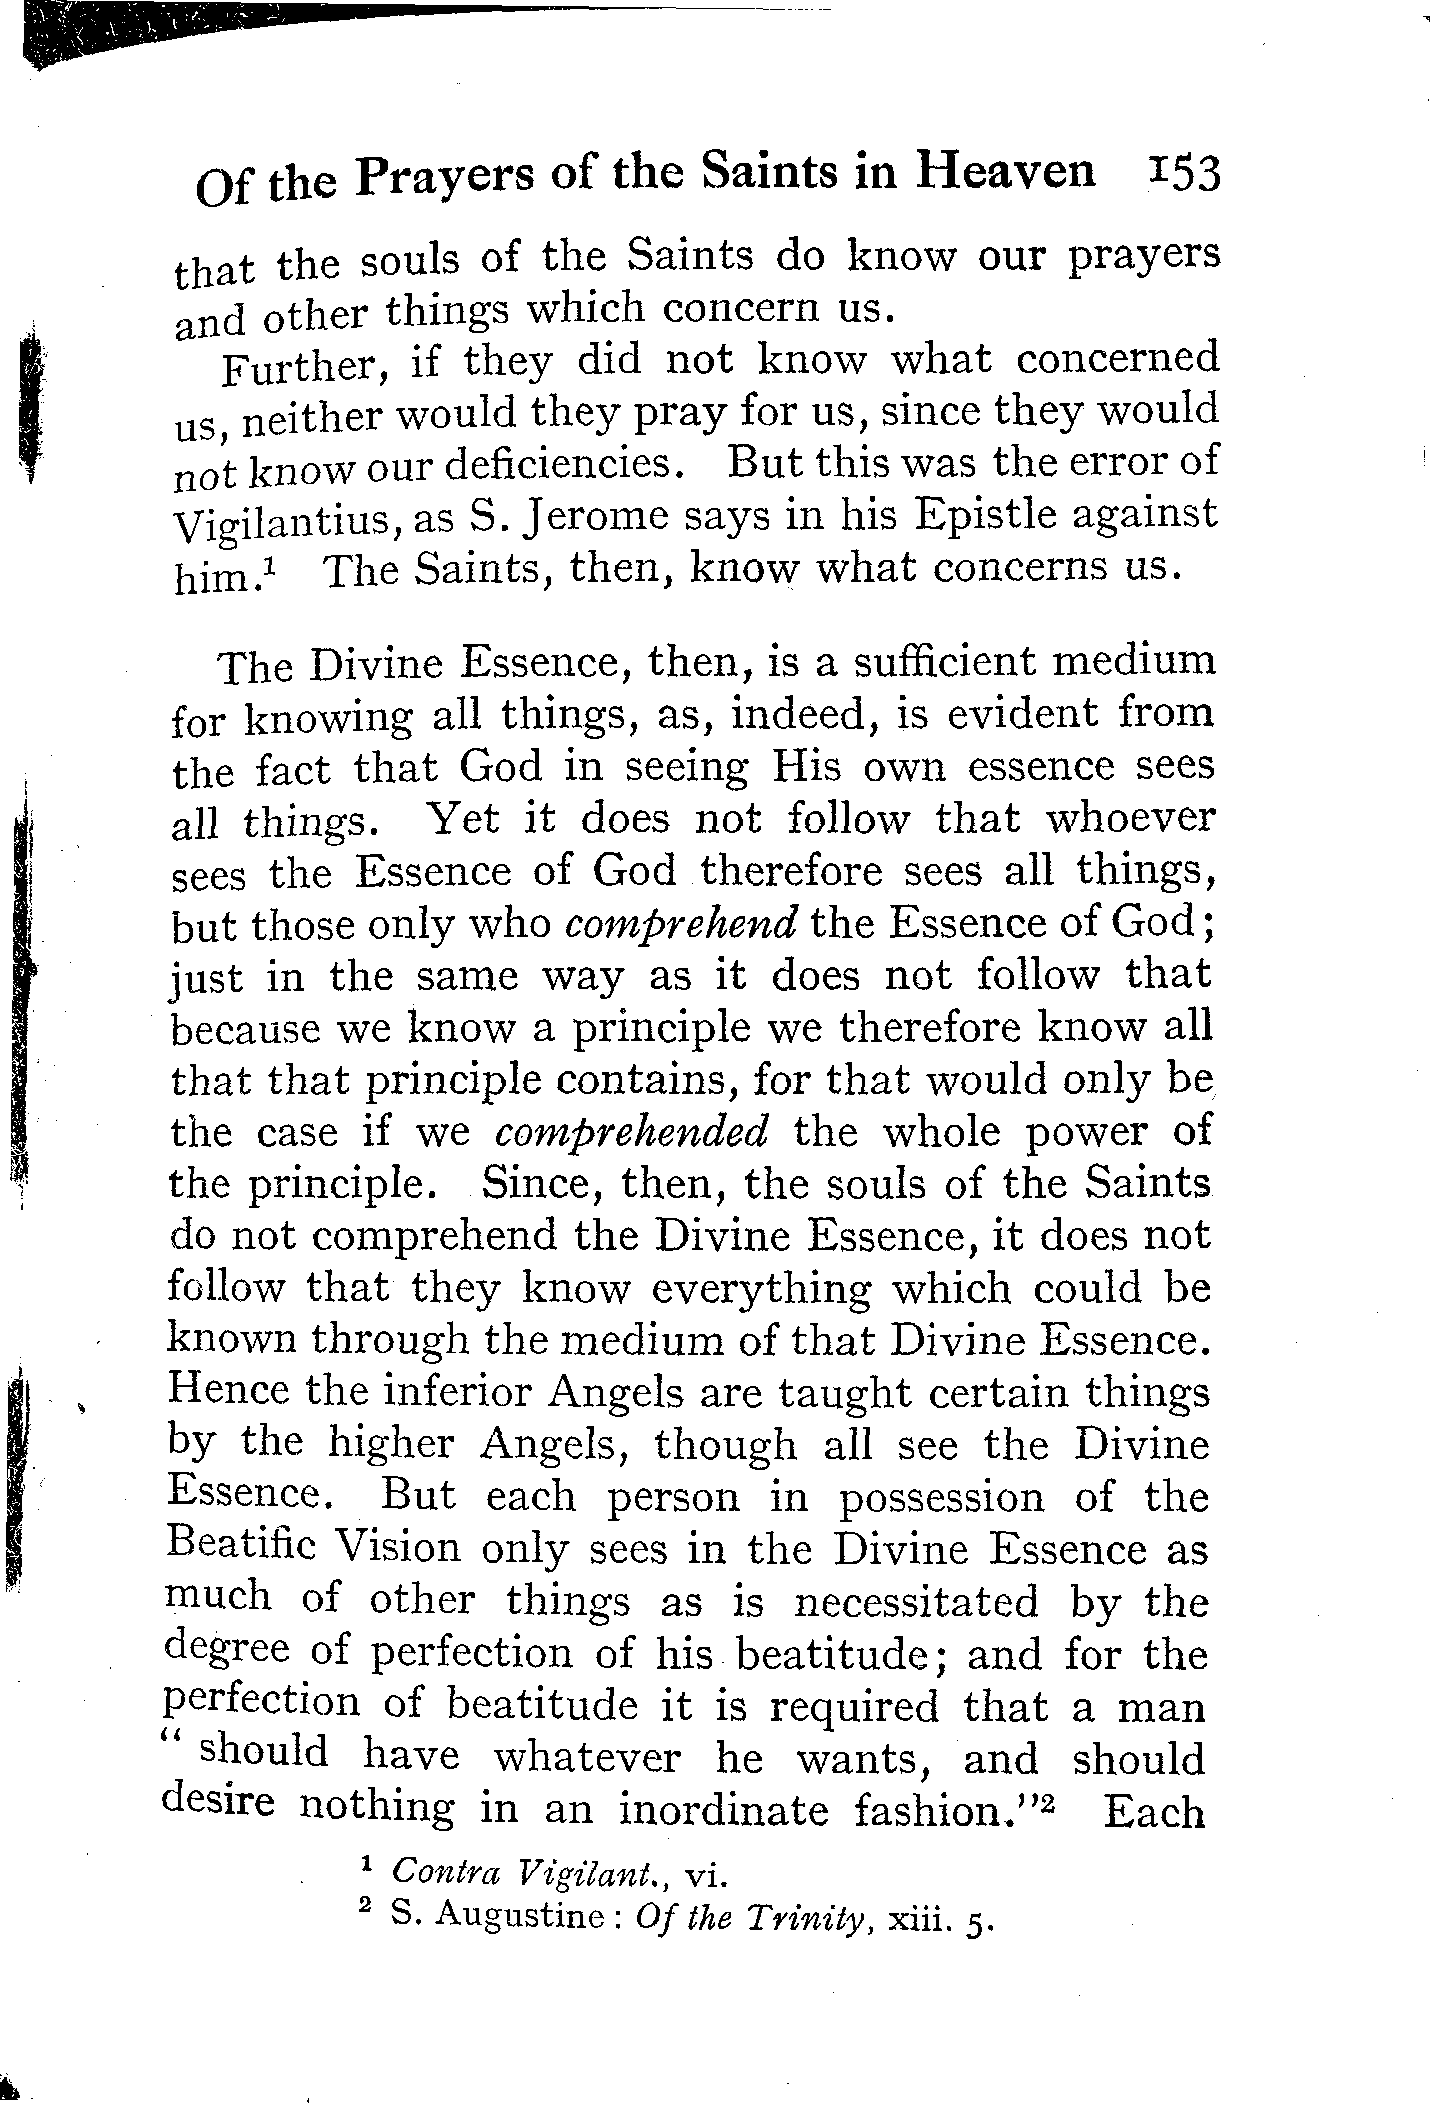 Of the Prayers of the Saints in Heaven 153
that the souls of the Saints do know our prayers
and other things which concern us.
Further, if they did not know what concerned
us, neither would they pray for us, since they would
not know our deficiencies. But this was the error of
Vigilantius, as S. Jerome says in his Epistle against
him.¹ The Saints, then, know what concerns us.
The Divine Essence, then, is a sufficient medium
for knowing all things, as, indeed, is evident from
the fact that God in seeing His own essence sees
all things. Yet it does not follow that whoever
sees the Essence of God therefore sees all things,
but those only who comprehend the Essence of God;
just in the same way as it does not follow that
because we know a principle we therefore know all
that that principle contains, for that would only be
the case if we comprehended the whole power of
the principle. Since, then, the souls of the Saints
do not comprehend the Divine Essence, it does not
follow that they know everything which could be
known through the medium of that Divine Essence.
Hence the inferior Angels are taught certain things
by the higher Angels, though all see the Divine
Essence. But each person in possession of the
Beatific Vision only sees in the Divine Essence as
much of other things as is necessitated by the
degree of perfection of his beatitude; and for the
perfection of beatitude it is required that a man
“ should have whatever he wants, and should
desire nothing in an inordinate fashion.”² Each
¹ Contra Vigilant., vi.
² S. Augustine : Of the Trinity, xiii. 5.